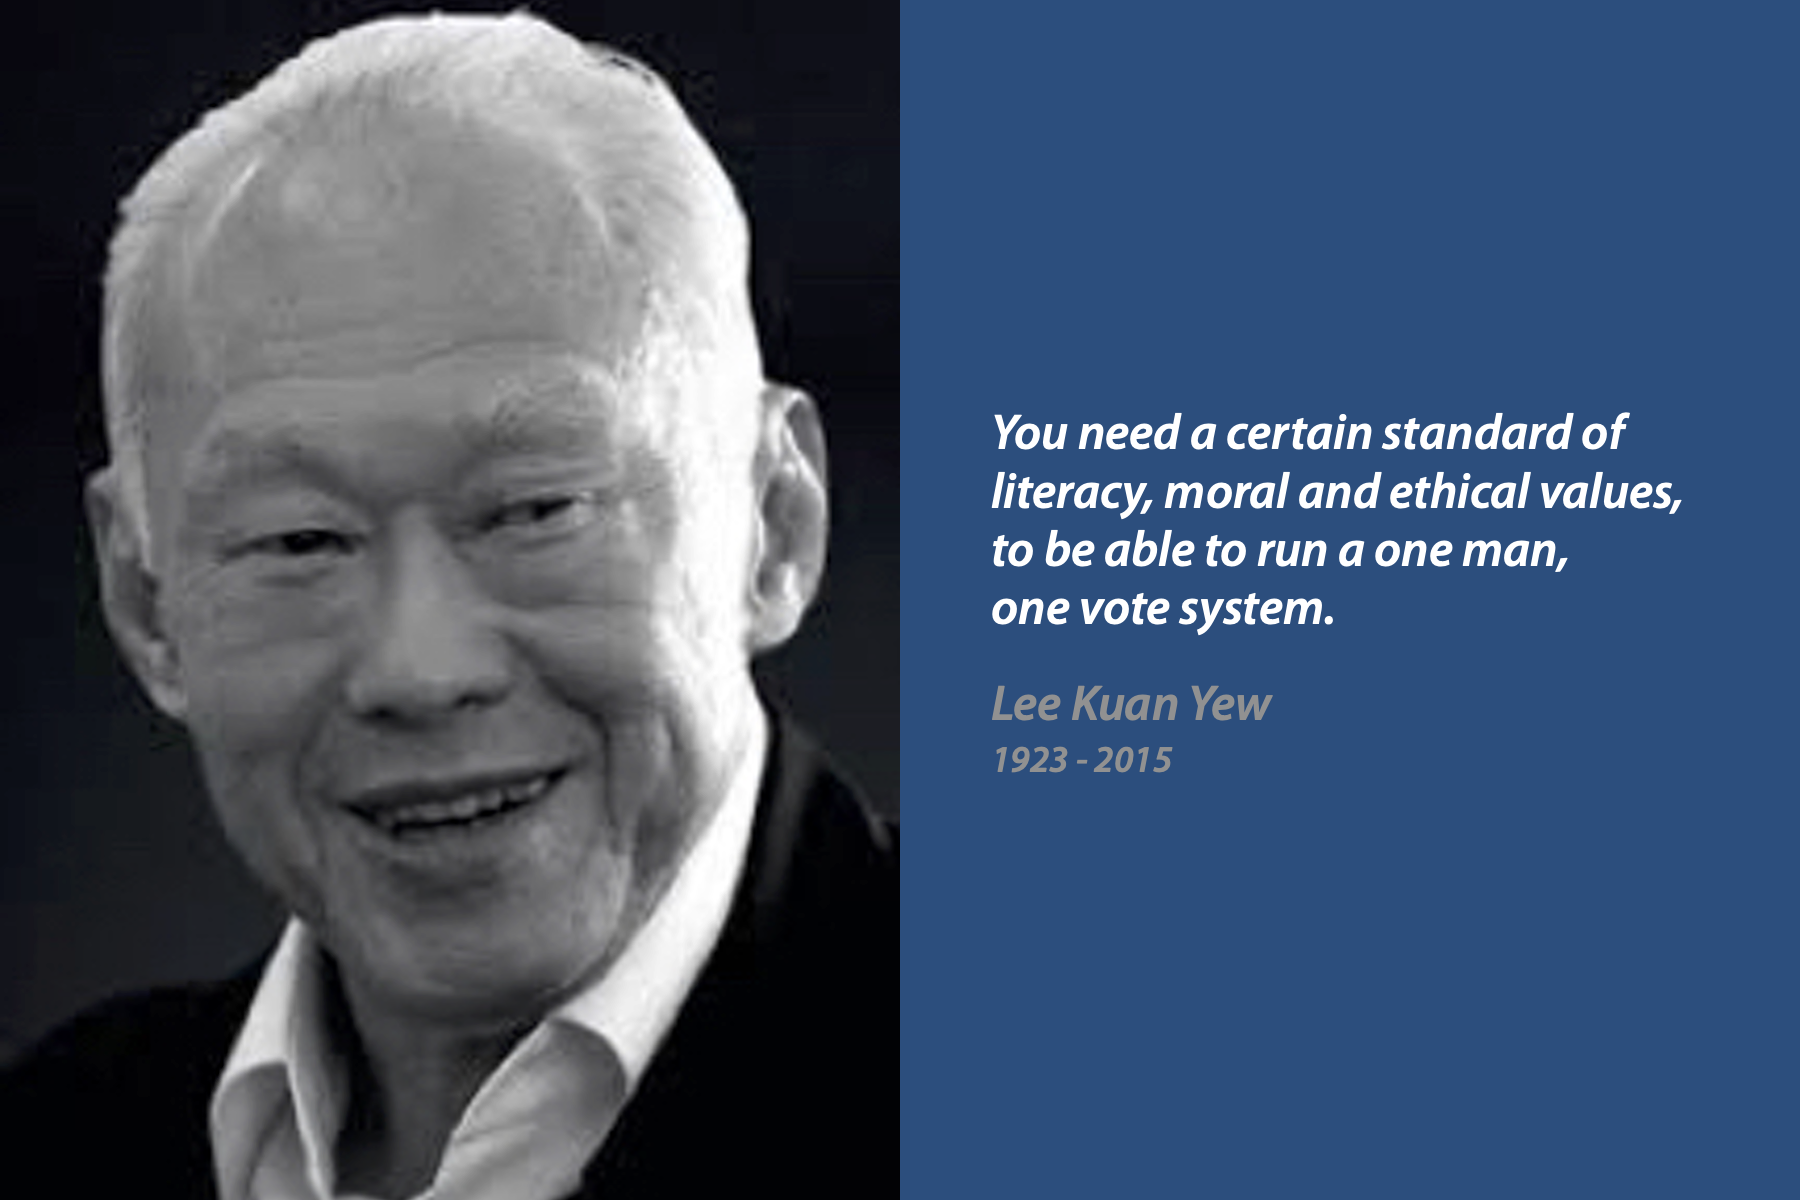 You need a certain standard of
literacy, moral and ethical values,
to be able to run a one man,
one vote system.
Lee Kuan Yew
1923 - 2015